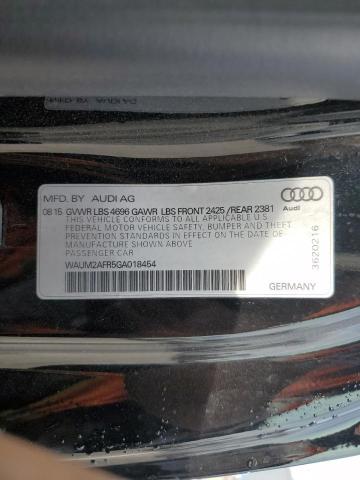 MFD. BY AUDI AG
08.15 GVWR LBS 4696 GAWR LBS FRONT 2425 /REAR 2381
THIS VEHICLE CONFORMS TO ALL APPLICABLE U.S.
FEDERAL MOTOR VEHICLE SAFETY, BUMPER AND THEFT
PREVENTION STANDARDS IN EFFECT ON THE DATE OF
MANUFACTURE SHOWN ABOVE.
PASSENGER CAR
WAUM2AFR5GA018454
Audi
3620216
GERMANY